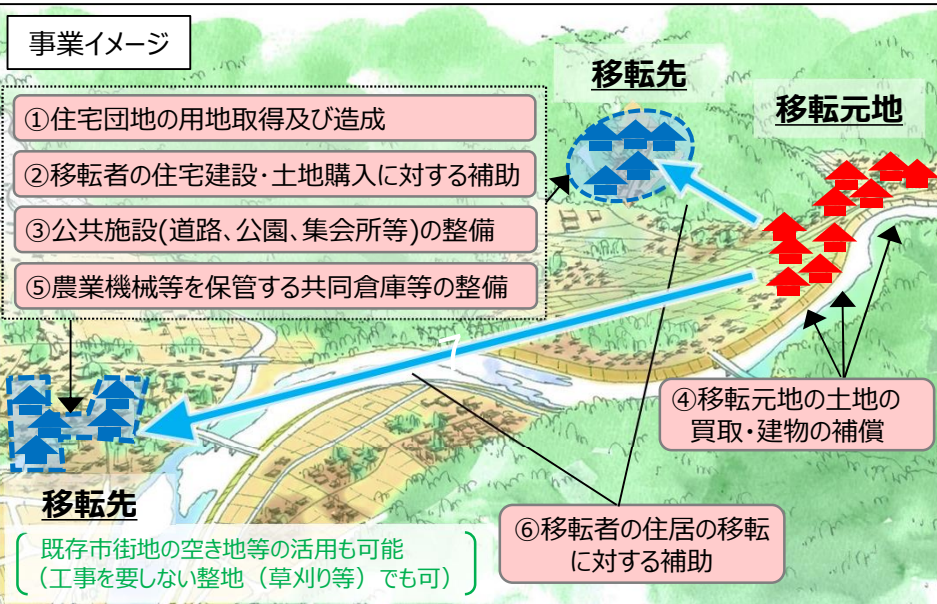 事業イメージ
①住宅団地の用地取得及び造成
②移転者の住宅建設・土地購入に対する補助
③公共施設(道路、公園、集会所等)の整備
⑤農業機械等を保管する共同倉庫等の整備
移転先
移転元地
④移転元地の土地の
買取・建物の補償
⑥移転者の住居の移転
に対する補助
移転先
既存市街地の空き地等の活用も可能
（工事を要しない整地（草刈り等）でも可）